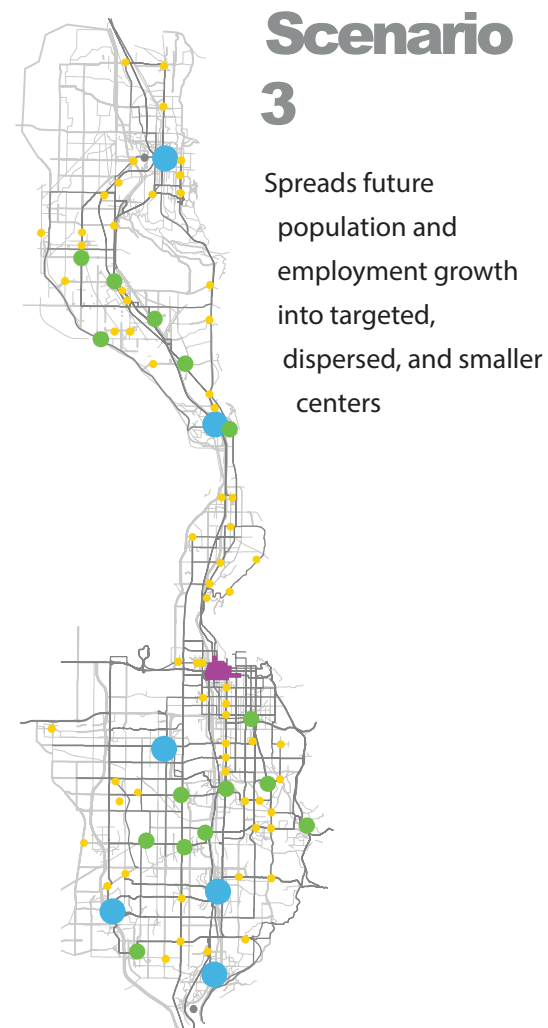 Scenario
3
Spreads future
population and
employment growth
into targeted,
dispersed, and smaller
centers